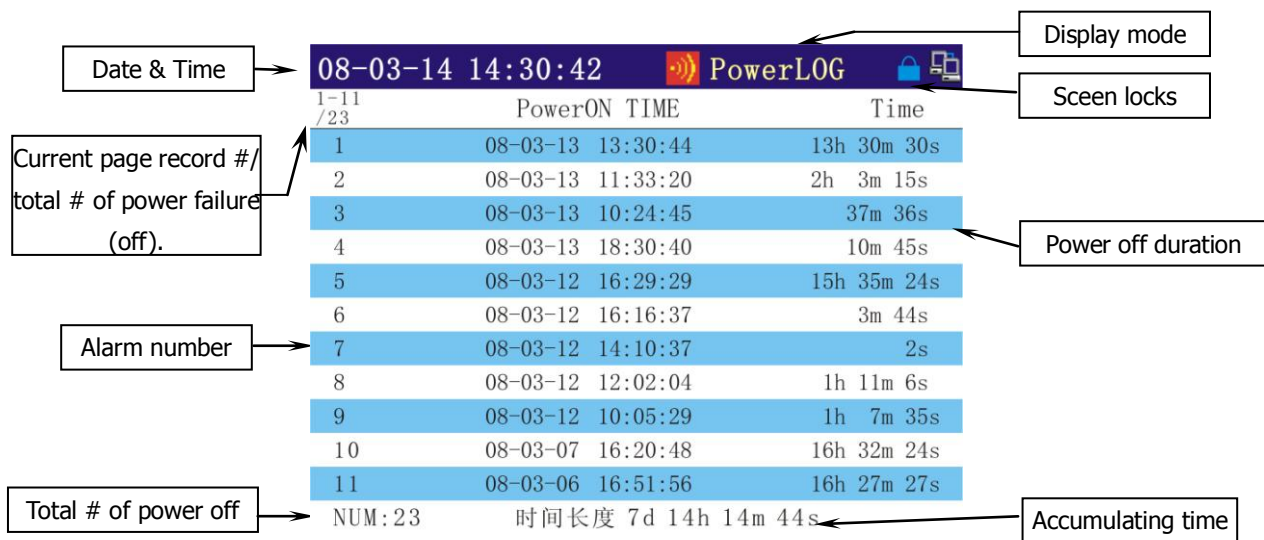 Display mode
Date & Time
08-03-14 14:30:42 PowerLOG
Sceen locks
1-11
/23
PowerON TIME Time
Current page record #/
total # of power failure
(off).
1 08-03-13 13:30:44 13h 30m 30s
2 08-03-13 11:33:20 2h 3m 15s
3 08-03-13 10:24:45 37m 36s
Power off duration
4 08-03-13 18:30:40 10m 45s
5 08-03-12 16:29:29 15h 35m 24s
6 08-03-12 16:16:37 3m 44s
Alarm number
7 08-03-12 14:10:37 2s
8 08-03-12 12:02:04 1h 11m 6s
9 08-03-12 10:05:29 1h 7m 35s
10 08-03-07 16:20:48 16h 32m 24s
11 08-03-06 16:51:56 16h 27m 27s
Total # of power off
NUM:23 时间长度 7d 14h 14m 44s
Accumulating time